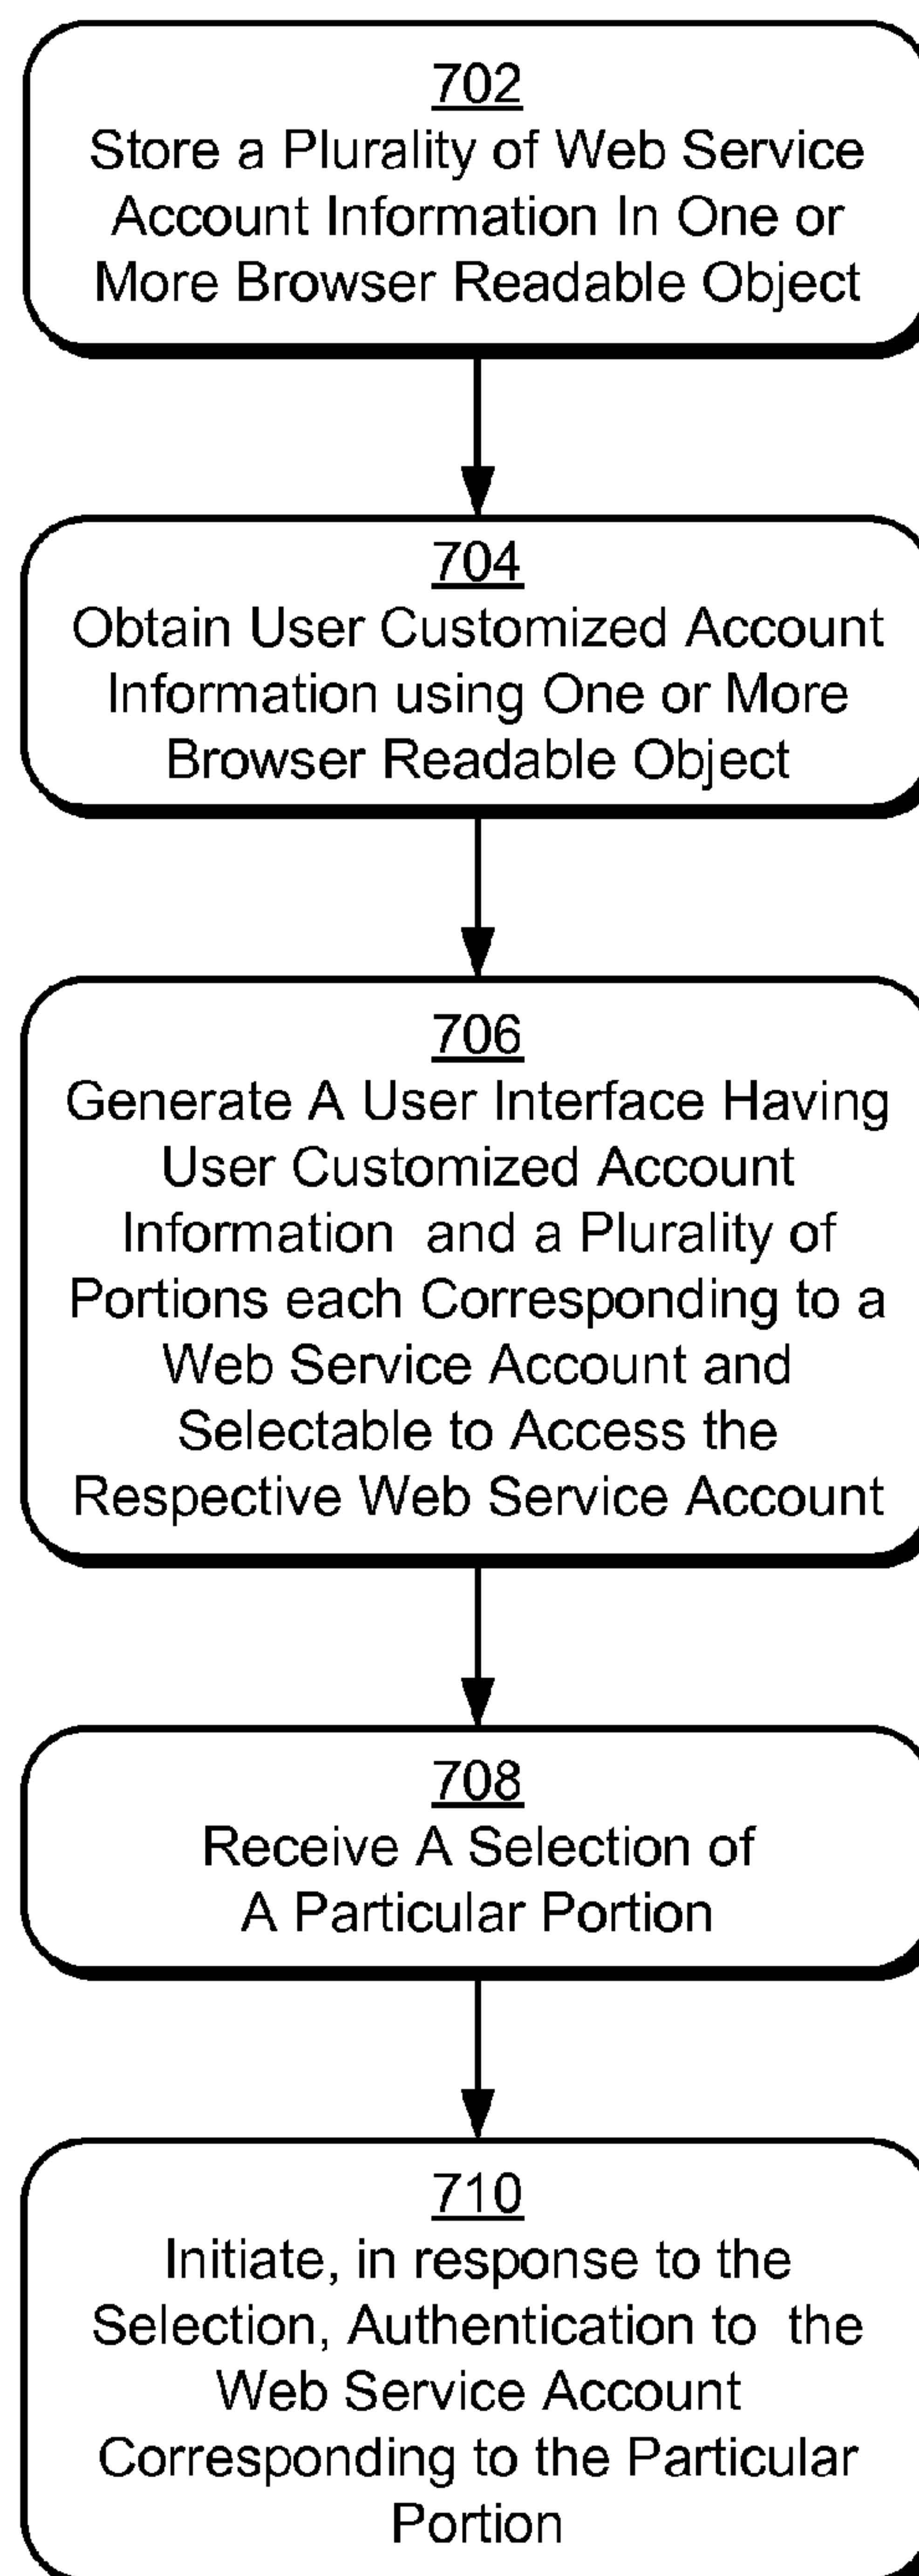 702
Store a Plurality of Web Service
Account Information In One or
More Browser Readable Object
704
Obtain User Customized Account
Information using One or More
Browser Readable Object
706
Generate A User Interface Having
User Customized Account
Information  and a Plurality of
Portions each Corresponding to a
Web Service Account and
Selectable to Access the
Respective Web Service Account
708
Receive A Selection of
A Particular Portion
710
Initiate, in response to the
Selection, Authentication to  the
Web Service Account
Corresponding to the Particular
Portion